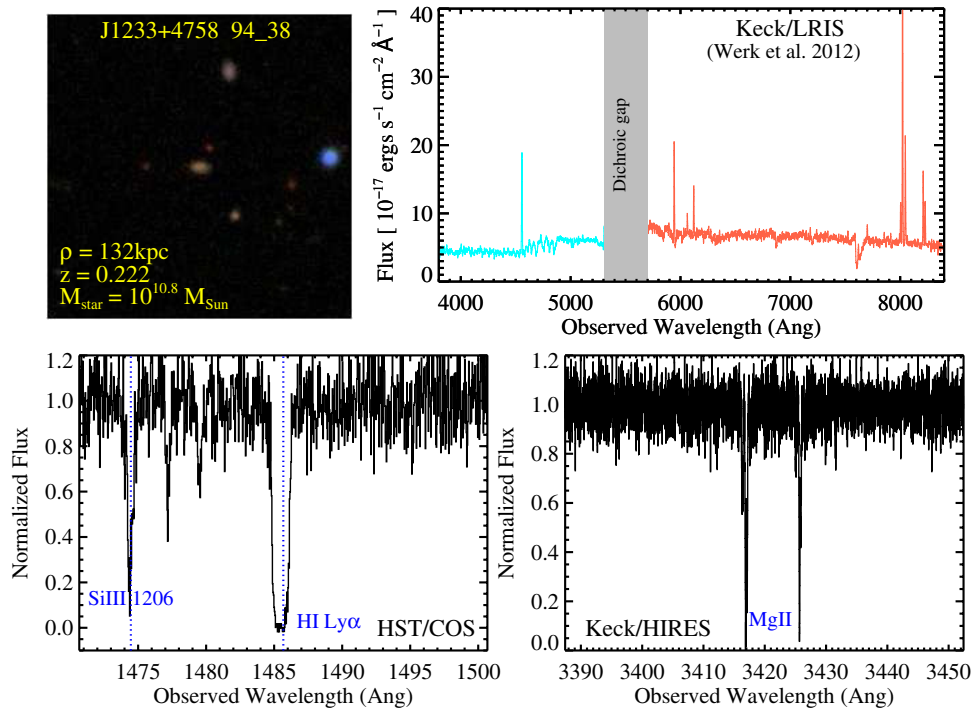 J1233+4758 94_38
ρ = 132kpc
z = 0.222
M_star = 10^10.8 M_Sun
40
30
20
10
0
Flux [ 10^−17 ergs s^−1 cm^−2 Å^−1 ]
Keck/LRIS
(Werk et al. 2012)
Dichroic gap
4000 5000 6000 7000 8000
Observed Wavelength (Ang)
1.2
1.0
0.8
0.6
0.4
0.2
0.0
Normalized Flux
SiIII 1206
HI Lyα
HST/COS
1475 1480 1485 1490 1495 1500
Observed Wavelength (Ang)
1.2
1.0
0.8
0.6
0.4
0.2
0.0
Normalized Flux
MgII
Keck/HIRES
3390 3400 3410 3420 3430 3440 3450
Observed Wavelength (Ang)